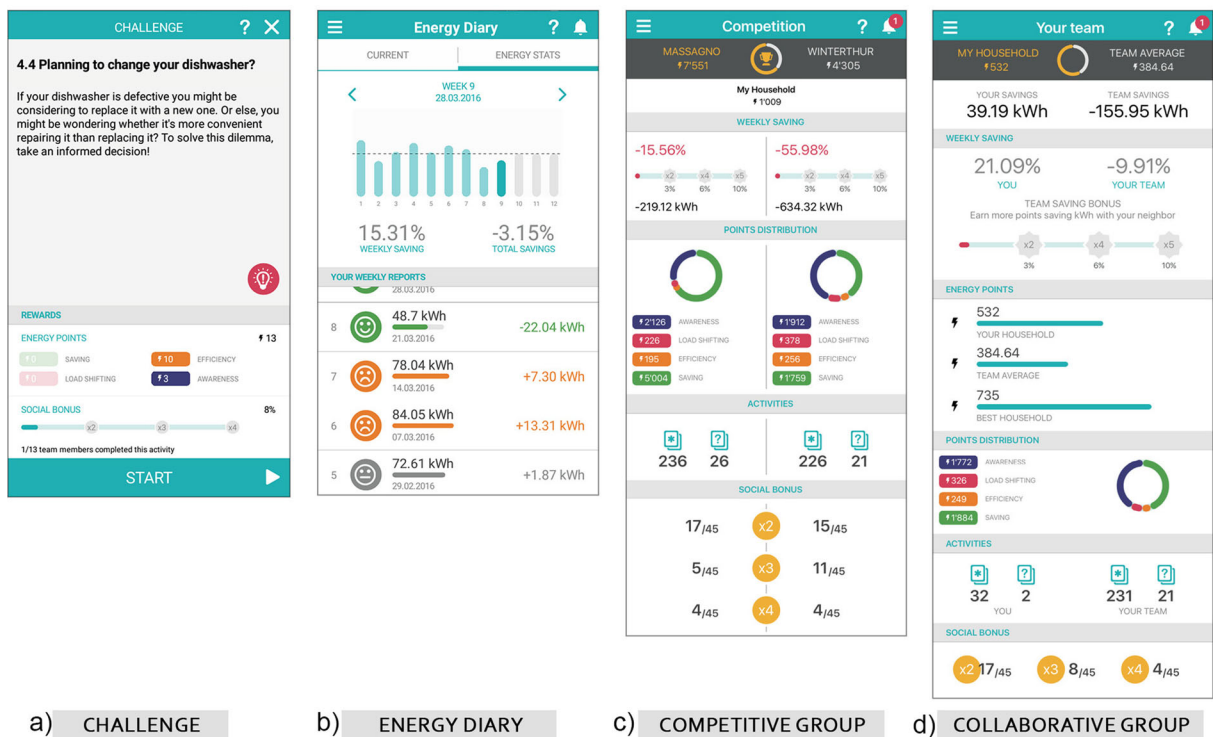 CHALLENGE ? X
4.4 Planning to change your dishwasher?
If your dishwasher is defective you might be
considering to replace it with a new one. Or else, you
might be wondering whether it's more convenient
repairing it than replacing it? To solve this dilemma,
take an informed decision!
REWARDS
ENERGY POINTS 13
0 SAVING 10 EFFICIENCY
0 LOAD SHIFTING 3 AWARENESS
SOCIAL BONUS 8%
x2 x3 x4
1/13 team members completed this activity
START
a) CHALLENGE
Energy Diary ?
CURRENT ENERGY STATS
WEEK 9
28.03.2016
1 2 3 4 5 6 7 8 9 10 11 12
15.31% -3.15%
WEEKLY SAVING TOTAL SAVINGS
YOUR WEEKLY REPORTS
28.03.2016
8 48.7 kWh -22.04 kWh
21.03.2016
7 78.04 kWh +7.30 kWh
14.03.2016
6 84.05 kWh +13.31 kWh
07.03.2016
5 72.61 kWh +1.87 kWh
29.02.2016
b) ENERGY DIARY
Competition ? 1
MASSAGNO WINTERTHUR
7'551 4'305
My Household
1'009
WEEKLY SAVING
-15.56% -55.98%
x2 x4 x5 x2 x4 x5
3% 6% 10% 3% 6% 10%
-219.12 kWh -634.32 kWh
POINTS DISTRIBUTION
2'126 AWARENESS 1'912 AWARENESS
226 LOAD SHIFTING 378 LOAD SHIFTING
195 EFFICIENCY 256 EFFICIENCY
5'004 SAVING 1'759 SAVING
ACTIVITIES
* ? * ?
236 26 226 21
SOCIAL BONUS
17/45 x2 15/45
5/45 x3 11/45
4/45 x4 4/45
c) COMPETITIVE GROUP
Your team ? 1
MY HOUSEHOLD TEAM AVERAGE
532 384.64
YOUR SAVINGS TEAM SAVINGS
39.19 kWh -155.95 kWh
WEEKLY SAVING
21.09% -9.91%
YOU YOUR TEAM
TEAM SAVING BONUS
Earn more points saving kWh with your neighbor
x2 x4 x5
3% 6% 10%
ENERGY POINTS
532
YOUR HOUSEHOLD
384.64
TEAM AVERAGE
735
BEST HOUSEHOLD
POINTS DISTRIBUTION
1'772 AWARENESS
326 LOAD SHIFTING
249 EFFICIENCY
1'884 SAVING
ACTIVITIES
* ? * ?
32 2 231 21
YOU YOUR TEAM
SOCIAL BONUS
x2 17/45 x3 8/45 x4 4/45
d) COLLABORATIVE GROUP